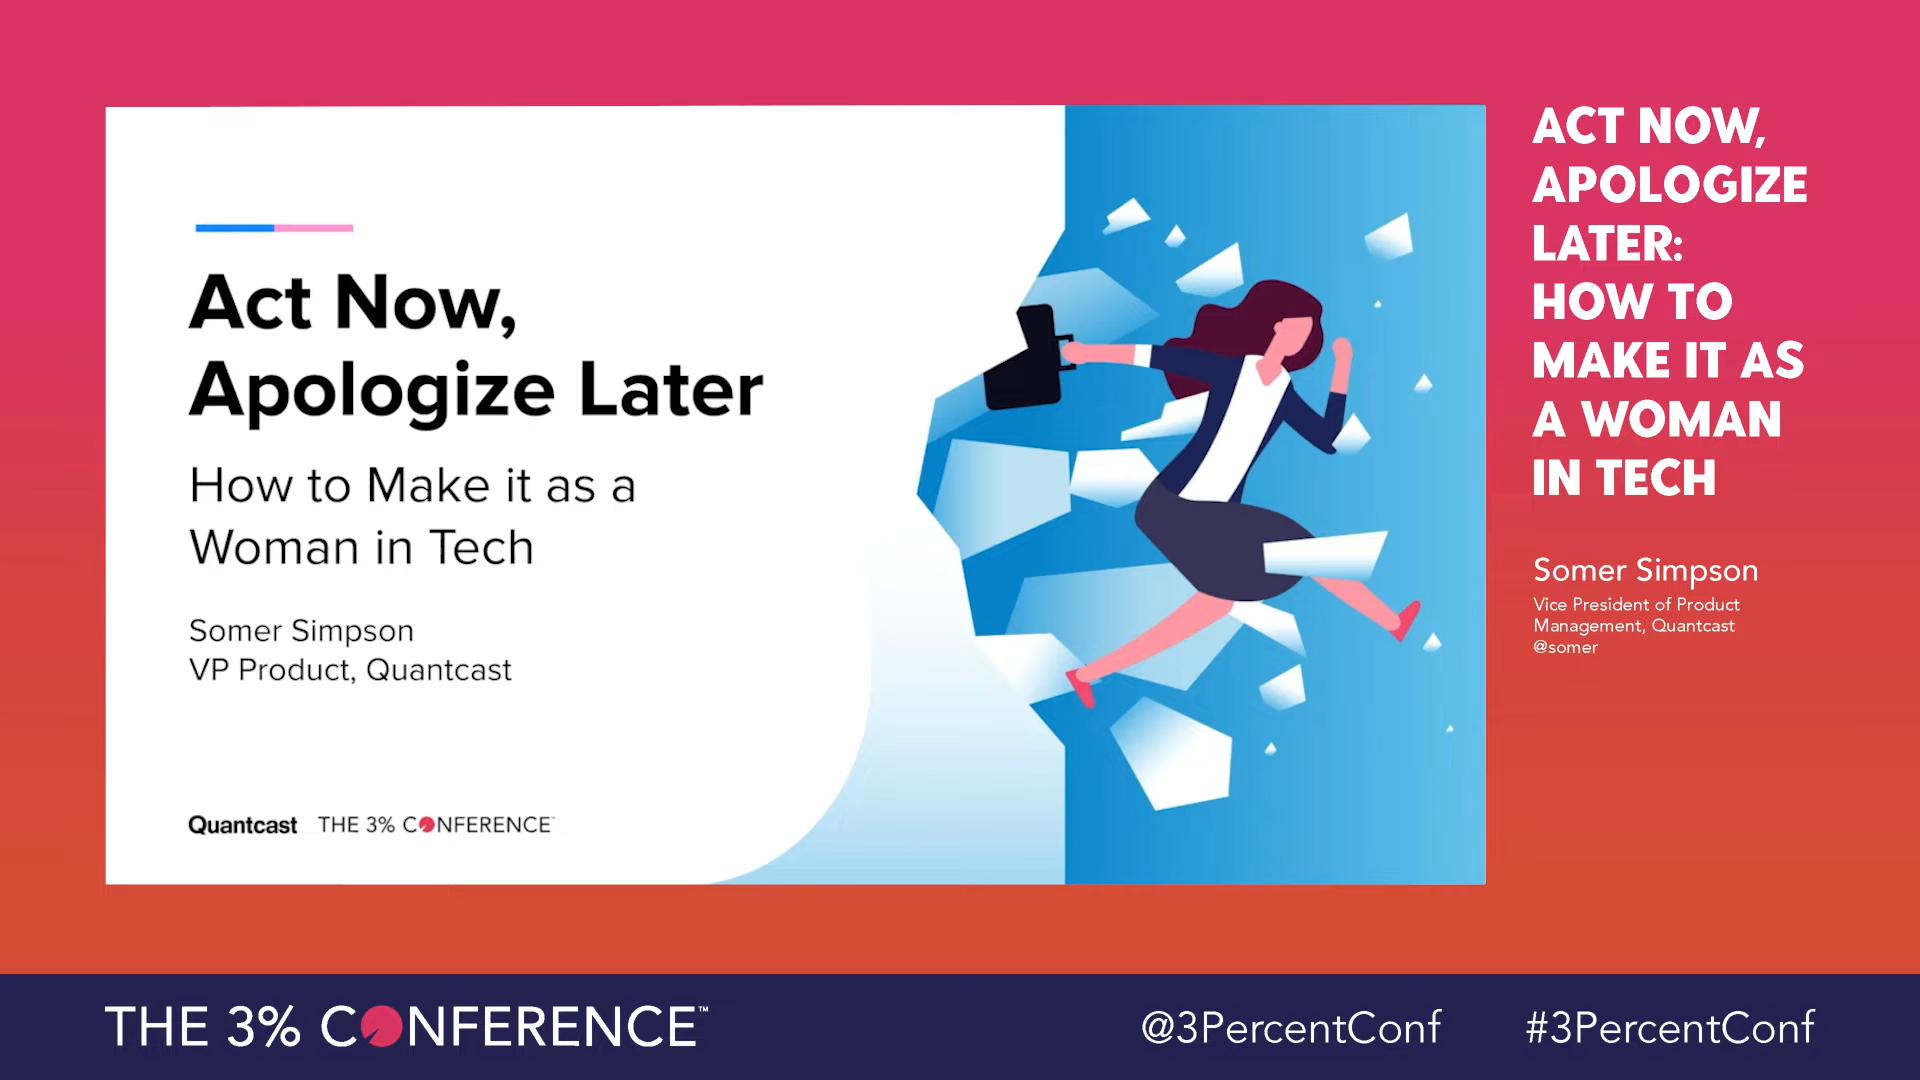 Act Now,
Apologize Later
How to Make it as a
Woman in Tech
Somer Simpson
VP Product, Quantcast
Quantcast THE 3% CONFERENCE™
ACT NOW,
APOLOGIZE
LATER:
HOW TO
MAKE IT AS
A WOMAN
IN TECH
Somer Simpson
Vice President of Product
Management, Quantcast
@somer
THE 3% CONFERENCE™
@3PercentConf #3PercentConf